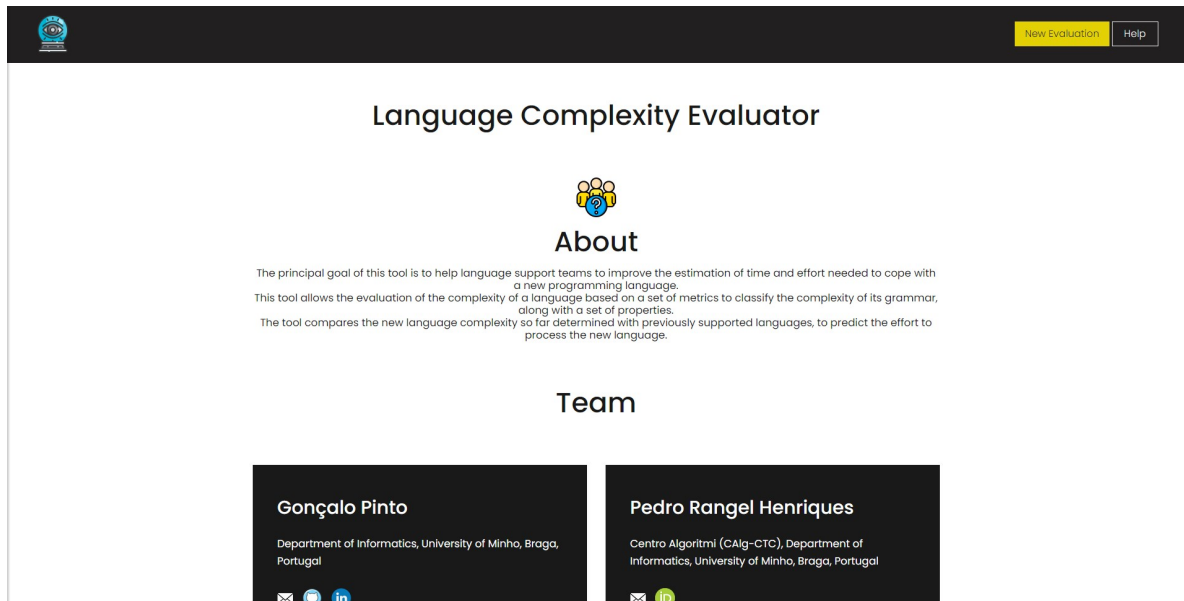 New Evaluation
Help
Language Complexity Evaluator
About
The principal goal of this tool is to help language support teams to improve the estimation of time and effort needed to cope with
a new programming language.
This tool allows the evaluation of the complexity of a language based on a set of metrics to classify the complexity of its grammar,
along with a set of properties.
The tool compares the new language complexity so far determined with previously supported languages, to predict the effort to
process the new language.
Team
Gonçalo Pinto
Department of Informatics, University of Minho, Braga,
Portugal
in
Pedro Rangel Henriques
Centro Algoritmi (CAlg-CTC), Department of
Informatics, University of Minho, Braga, Portugal
iD